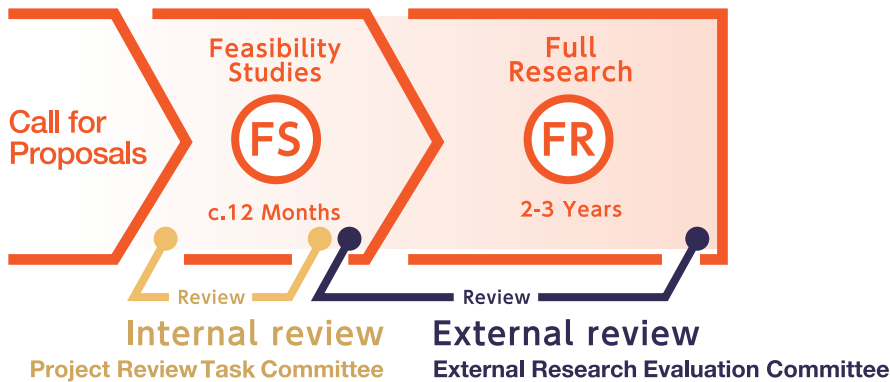 Call for
Proposals
Feasibility
Studies
FS
c.12 Months
Full
Research
FR
2-3 Years
Review
Review
Internal review
Project Review Task Committee
External review
External Research Evaluation Committee